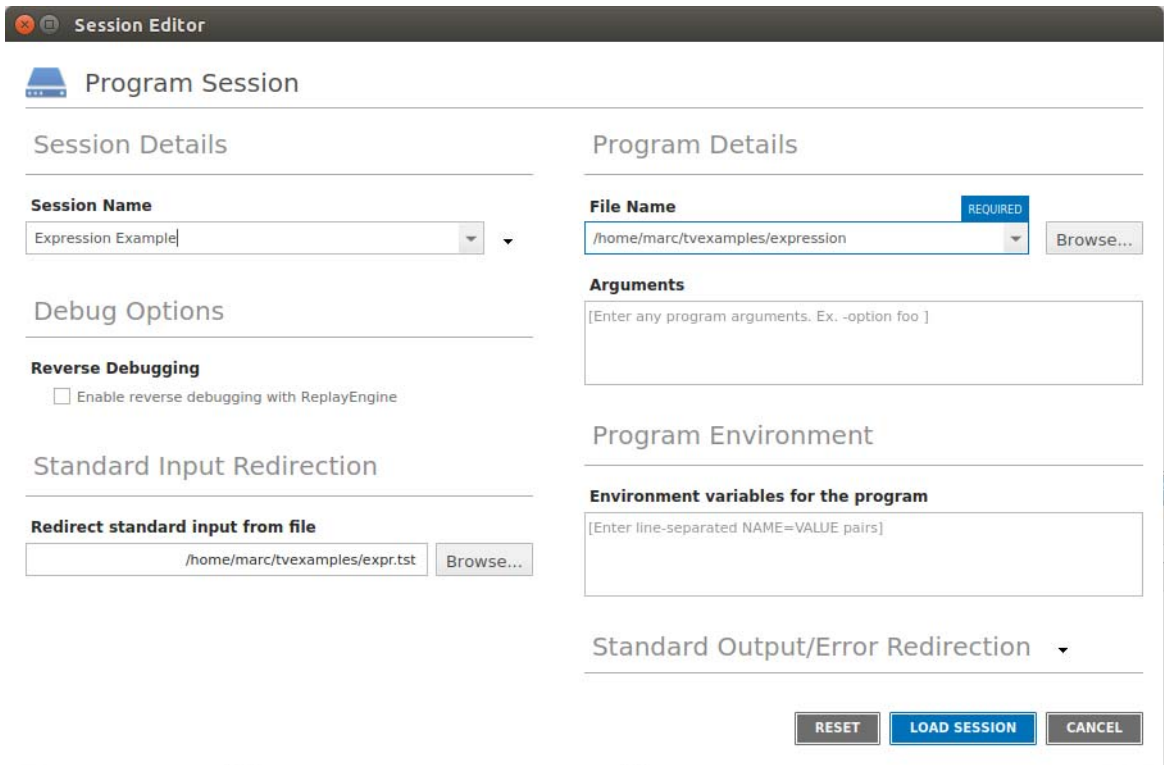 Session Editor
Program Session
Session Details
Session Name
Expression Example
Debug Options
Reverse Debugging
Enable reverse debugging with ReplayEngine
Standard Input Redirection
Redirect standard input from file
/home/marc/tvexamples/expr.tst
Browse...
Program Details
File Name
REQUIRED
/home/marc/tvexamples/expression
Browse...
Arguments
[Enter any program arguments. Ex. -option foo ]
Program Environment
Environment variables for the program
[Enter line-separated NAME=VALUE pairs]
Standard Output/Error Redirection
RESET
LOAD SESSION
CANCEL